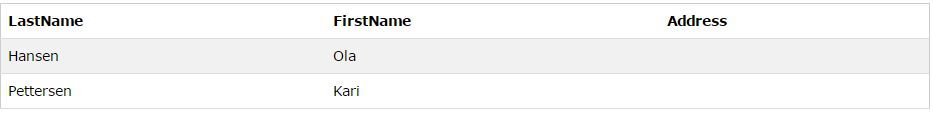 LastName FirstName Address
Hansen Ola
Pettersen Kari